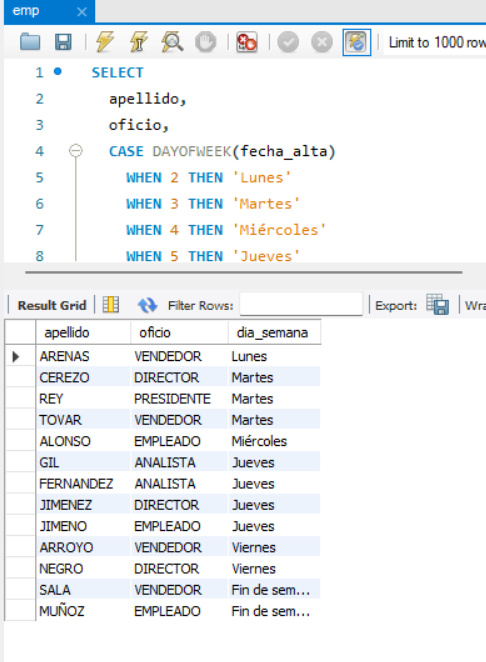 emp
Limit to 1000 row
1 SELECT
2 apellido,
3 oficio,
4 CASE DAYOFWEEK(fecha_alta)
5 WHEN 2 THEN 'Lunes'
6 WHEN 3 THEN 'Martes'
7 WHEN 4 THEN 'Miércoles'
8 WHEN 5 THEN 'Jueves'
Result Grid Filter Rows: Export: Wra
apellido oficio dia_semana
ARENAS VENDEDOR Lunes
CEREZO DIRECTOR Martes
REY PRESIDENTE Martes
TOVAR VENDEDOR Martes
ALONSO EMPLEADO Miércoles
GIL ANALISTA Jueves
FERNANDEZ ANALISTA Jueves
JIMENEZ DIRECTOR Jueves
JIMENO EMPLEADO Jueves
ARROYO VENDEDOR Viernes
NEGRO DIRECTOR Viernes
SALA VENDEDOR Fin de sem...
MUÑOZ EMPLEADO Fin de sem...